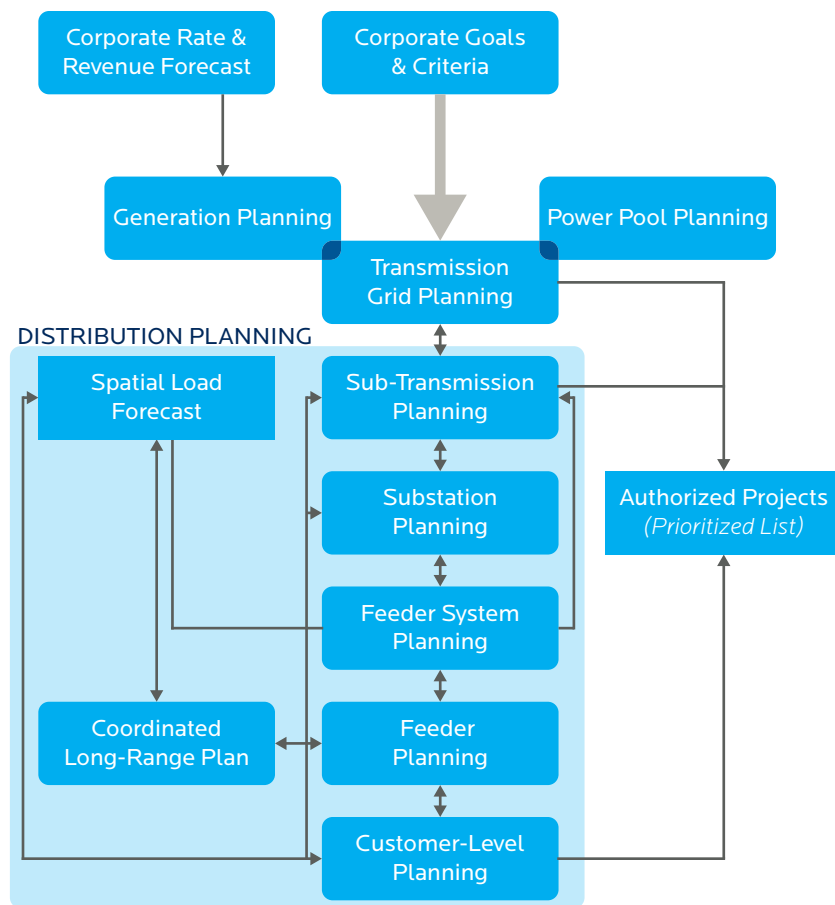 Corporate Rate &
Revenue Forecast
Corporate Goals
& Criteria
Generation Planning
Power Pool Planning
Transmission
Grid Planning
DISTRIBUTION PLANNING
Spatial Load
Forecast
Sub-Transmission
Planning
Substation
Planning
Authorized Projects
(Prioritized List)
Feeder System
Planning
Coordinated
Long-Range Plan
Feeder
Planning
Customer-Level
Planning